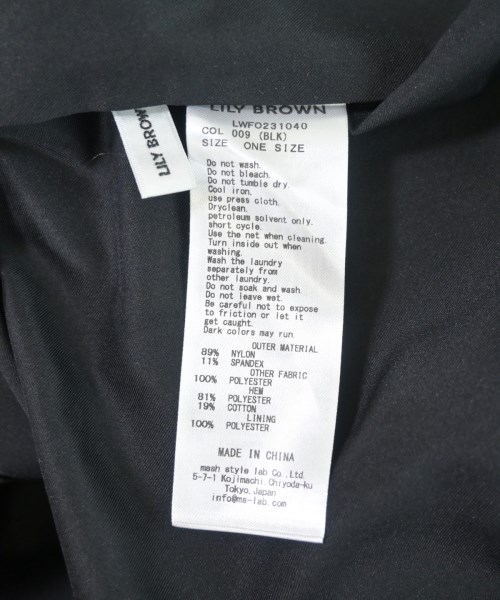 LILY BROWN
LILY BROWN
LWFO231040
COL 009 (BLK)
SIZE ONE SIZE
Do not wash.
Do not bleach.
Do not tumble dry.
Cool iron.
use press cloth.
Dryclean.
petroleum solvent only.
short cycle.
Use the net when cleaning.
Turn inside out when
washing.
Wash the laundry
separately from
other laundry.
Do not soak and wash.
Do not leave wet.
Be careful not to expose
to friction or let it
get caught.
Dark colors may run.
OUTER MATERIAL
89% NYLON
11% SPANDEX
OTHER FABRIC
100% POLYESTER
HEM
81% POLYESTER
19% COTTON
LINING
100% POLYESTER
MADE IN CHINA
mash style lab Co.,Ltd.
5-7-1 Kojimachi Chiyoda-ku
Tokyo,Japan
info@ms-lab.com